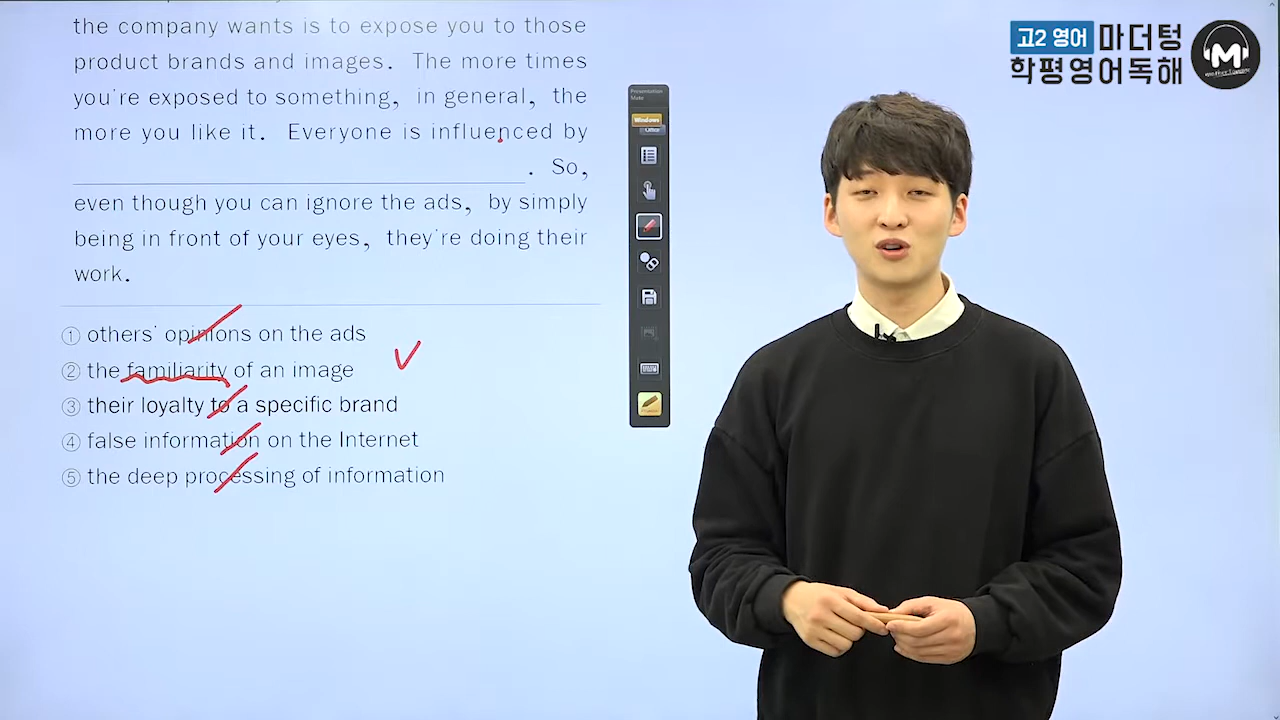 the company wants is to expose you to those
product brands and images. The more times
you're exposed to in general, the
more you like it. Everyone is influenced by
. So,
even though you can ignore the ads, by simply
being in front of your eyes, they're doing their
work.
① others' opinions on the ads
② the familiarity of an image
③ their loyalty to a specific brand
④ false information on the Internet
⑤ the deep processing of information
Presentation
Mate
Windows
Office
고2 영어 마더텅
학평영어독해
M